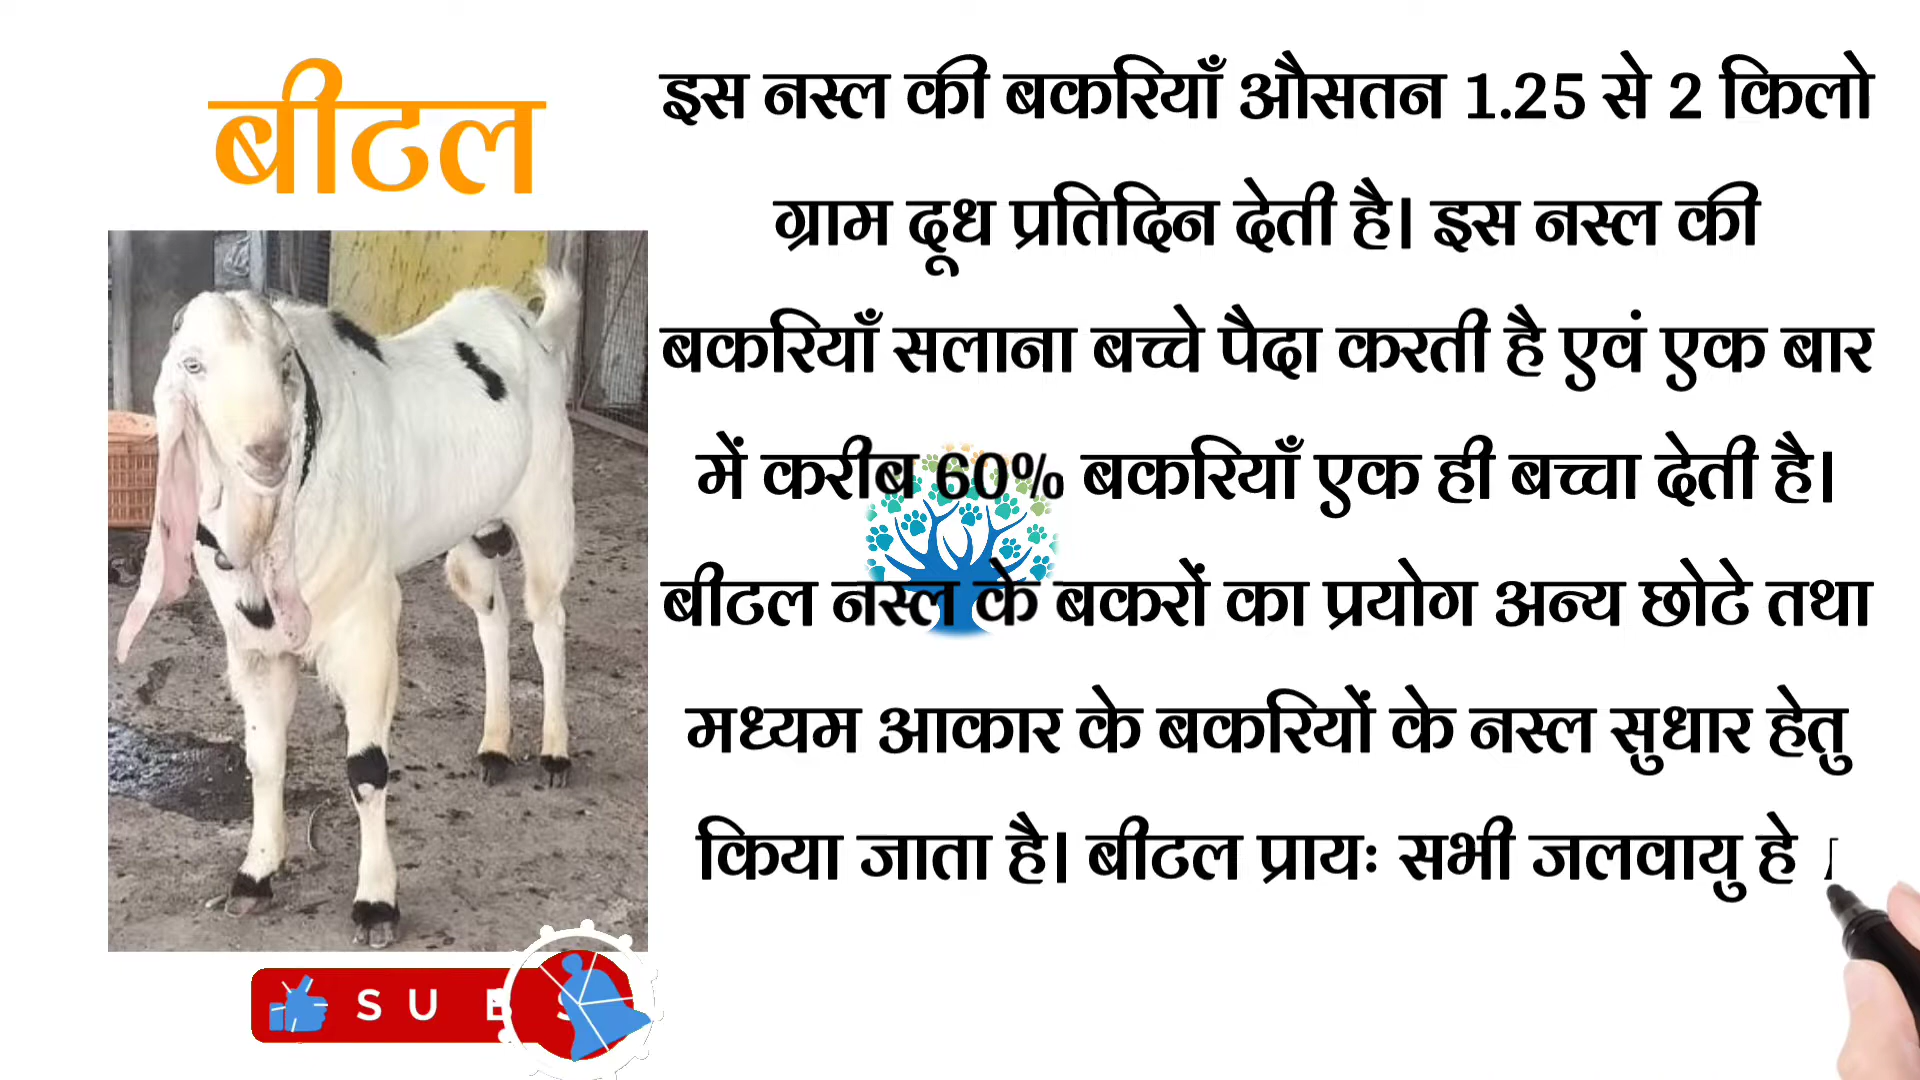 बीटल
इस नस्ल की बकरियाँ औसतन 1.25 से 2 किलो
ग्राम दूध प्रतिदिन देती है। इस नस्ल की
बकरियाँ सलाना बच्चे पैदा करती है एवं एक बार
में करीब 60% बकरियाँ एक ही बच्चा देती है।
बीटल नस्ल के बकरों का प्रयोग अन्य छोटे तथा
मध्यम आकार के बकरियों के नस्ल सुधार हेतु
किया जाता है। बीटल प्रायः सभी जलवायु हे